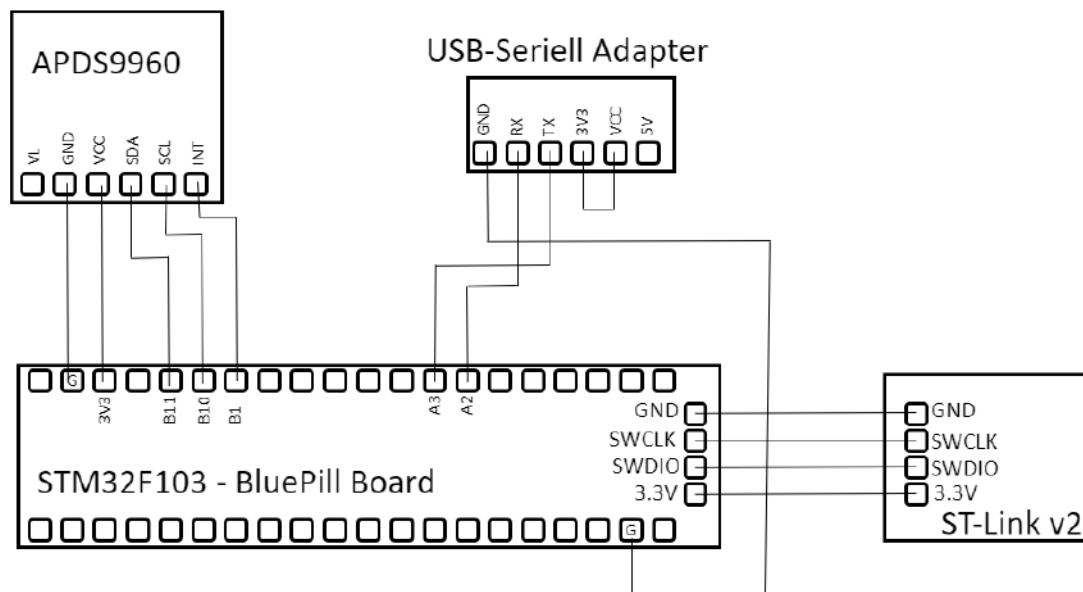 APDS9960
VL
GND
VCC
SDA
SCL
INT
USB-Seriell Adapter
GND
RX
TX
3V3
VCC
5V
G
3V3
B11
B10
B1
A3
A2
GND
SWCLK
SWDIO
3.3V
STM32F103 - BluePill Board
G
GND
SWCLK
SWDIO
3.3V
ST-Link v2